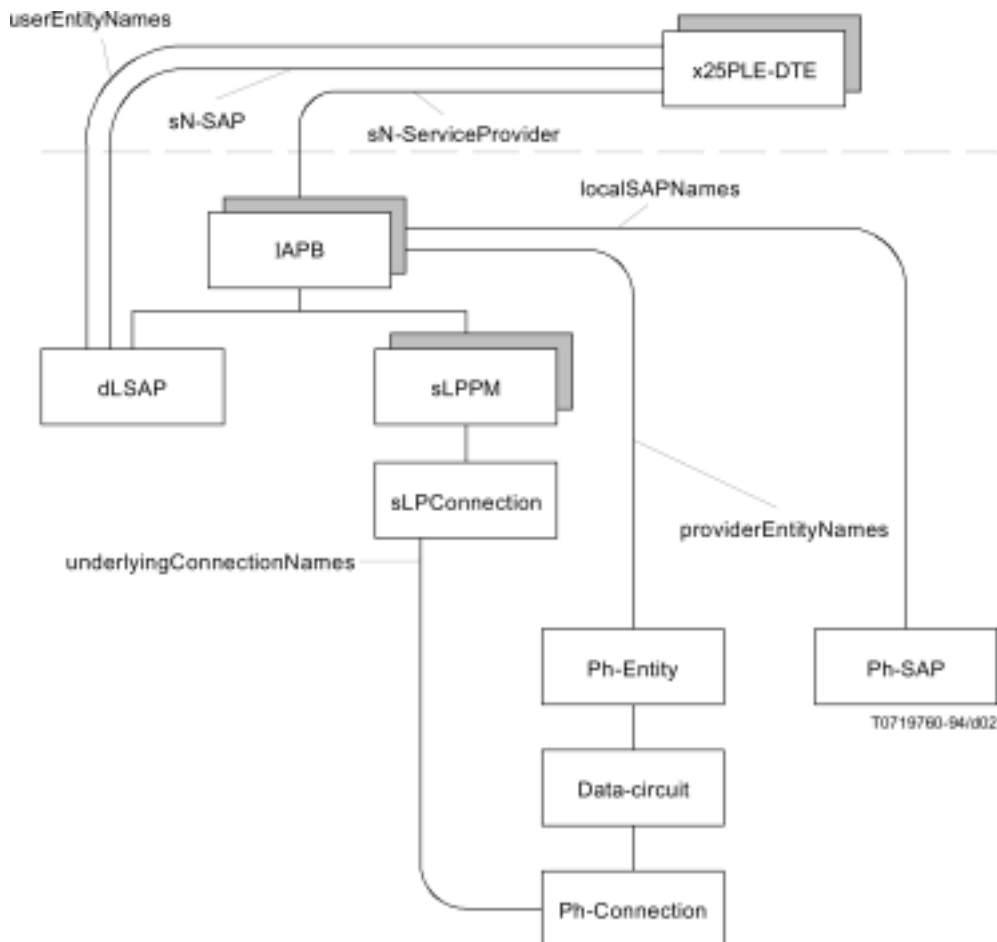 userEntityNames
x25PLE-DTE
sN-SAP
sN-ServiceProvider
localSAPNames
lAPB
dLSAP
sLPPM
sLPConnection
providerEntityNames
underlyingConnectionNames
Ph-Entity
Ph-SAP
T0719760-94/d02
Data-circuit
Ph-Connection